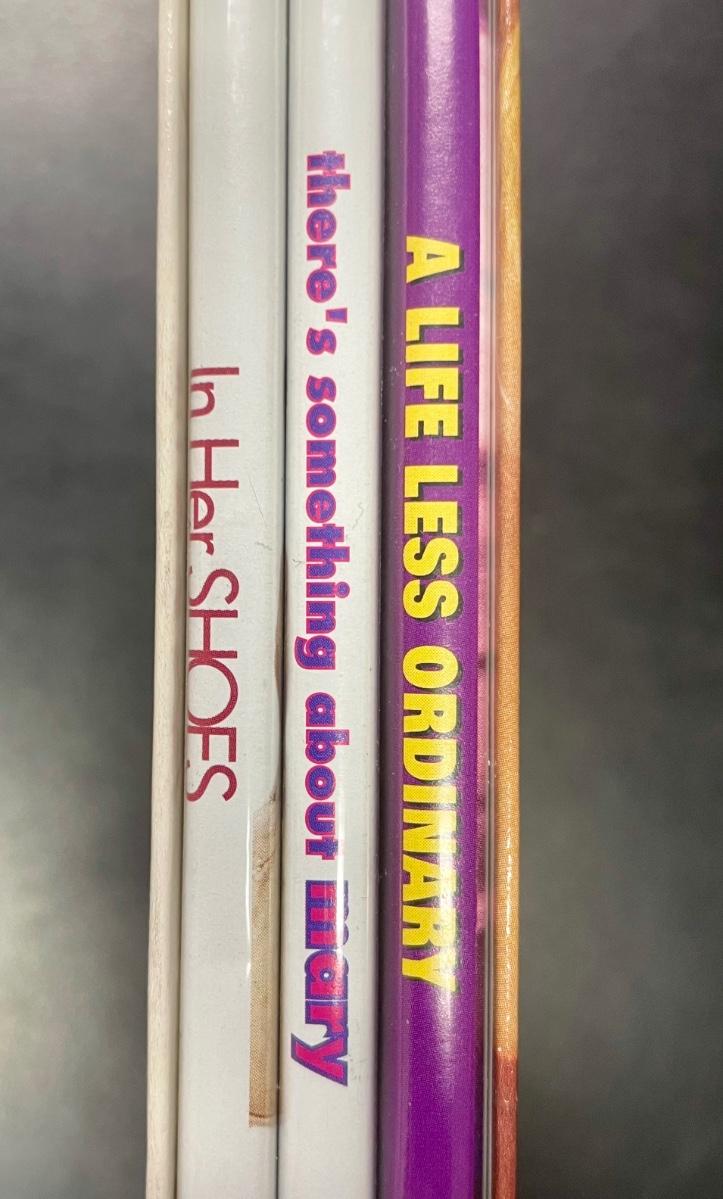 In Her SHOES
there's something about mary
A LIFE LESS ORDINARY